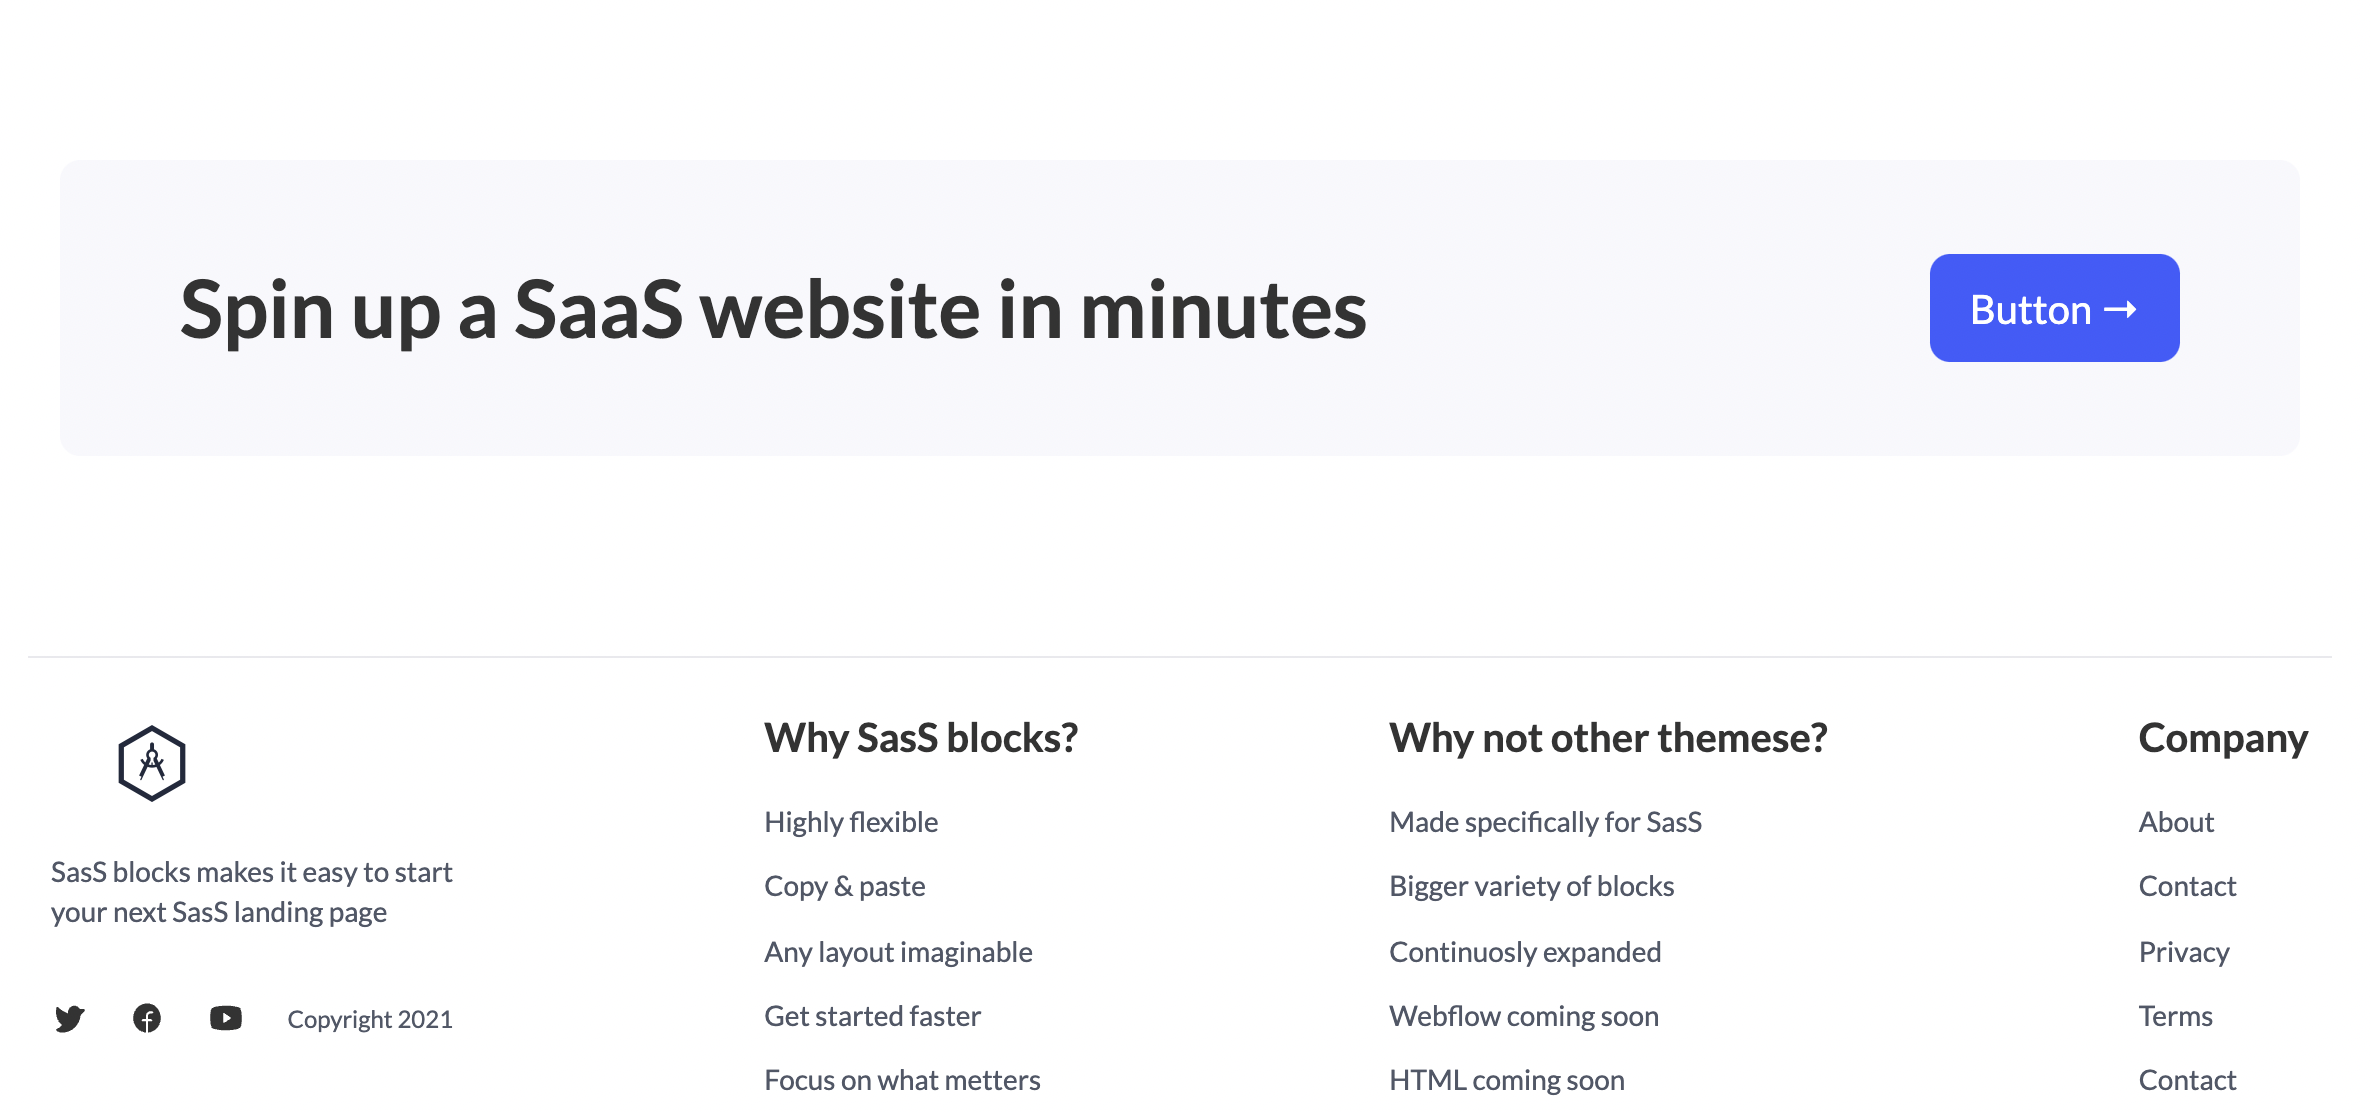 Spin up a SaaS website in minutes
Button →
SasS blocks makes it easy to start
your next SasS landing page
Copyright 2021
Why SasS blocks?
Highly flexible
Copy & paste
Any layout imaginable
Get started faster
Focus on what metters
Why not other themese?
Made specifically for SasS
Bigger variety of blocks
Continuosly expanded
Webflow coming soon
HTML coming soon
Company
About
Contact
Privacy
Terms
Contact